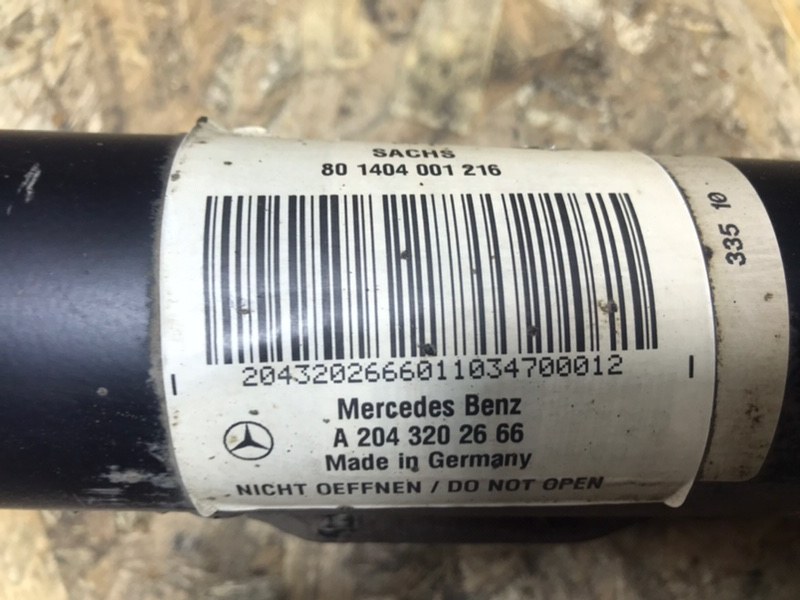 SACHS
80 1404 001 216
2043202666011034700012
Mercedes Benz
A 204 320 26 66
Made in Germany
NICHT OEFFNEN / DO NOT OPEN
335 10